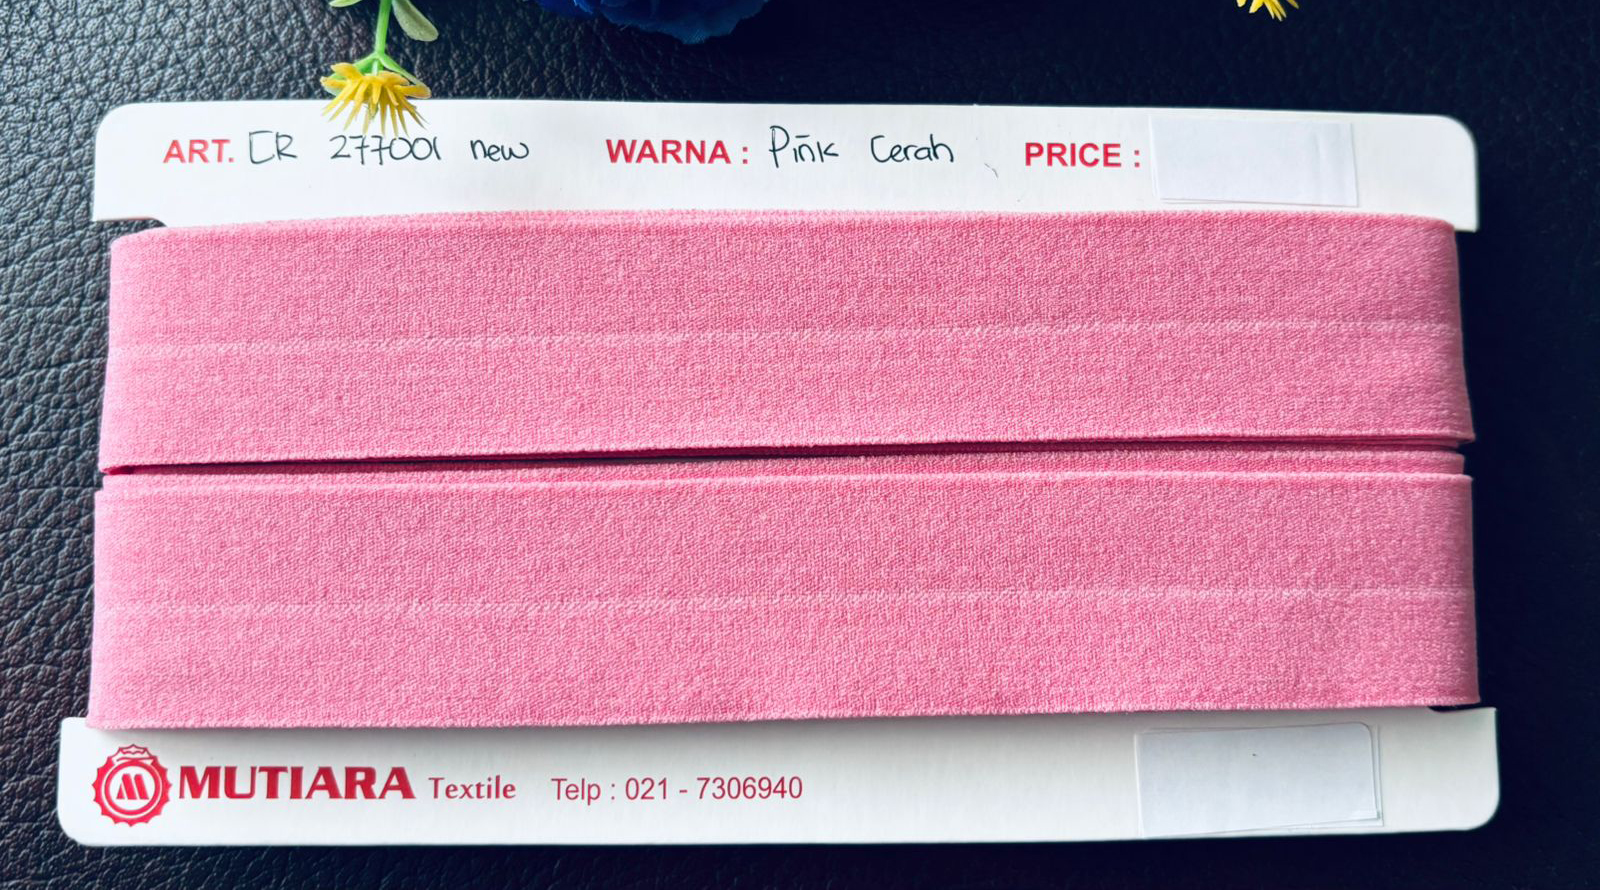 ART. CR 277001 new WARNA : Pink Cerah PRICE :
MUTIARA Textile Telp : 021 - 7306940